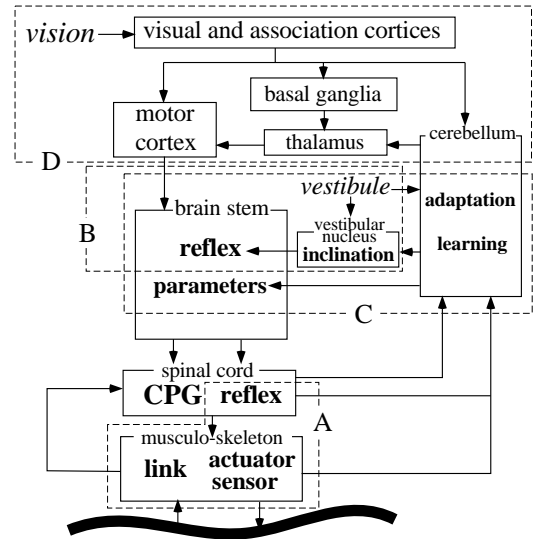 vision
visual and association cortices
basal ganglia
motor
cortex
thalamus
cerebellum
D
vestibule
adaptation
learning
B
brain stem
vestibular
nucleus
inclination
reflex
parameters
C
spinal cord
CPG reflex
A
musculo-skeleton
link
actuator
sensor